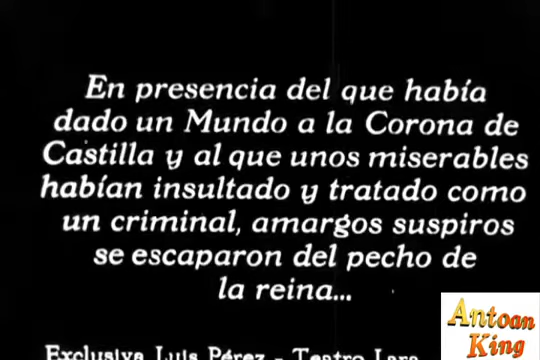 En presencia del que había
dado un Mundo a la Corona de
Castilla y al que unos miserables
habían insultado y tratado como
un criminal, amargos suspiros
se escaparon del pecho de
la reina...
Exclusiva Luis Pérez - Teatro Lara
Antoan
King